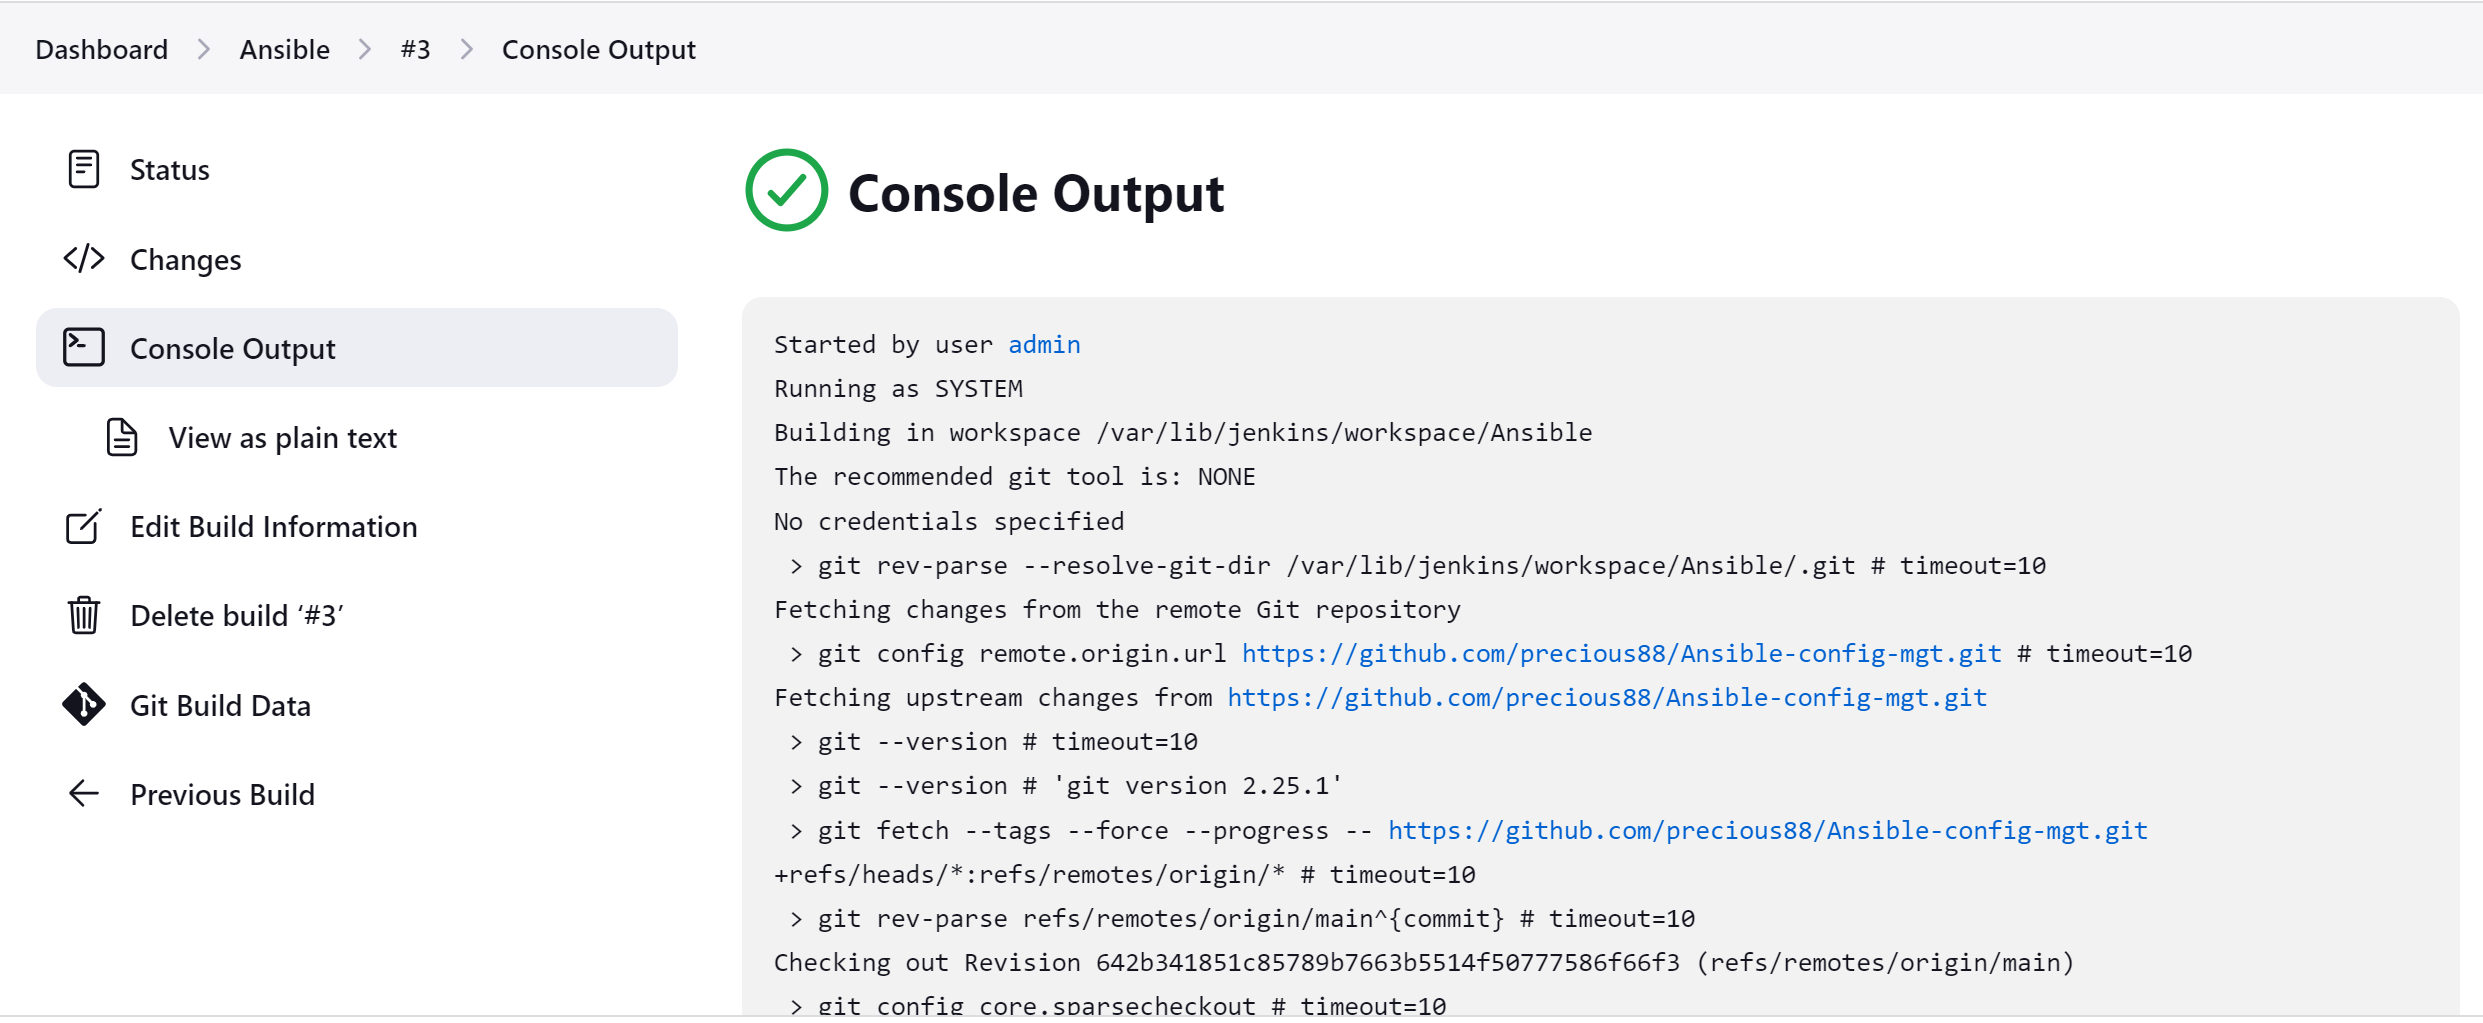 Dashboard > Ansible > #3 > Console Output
Status
Changes
Console Output
View as plain text
Edit Build Information
Delete build ‘#3’
Git Build Data
Previous Build
Console Output
Started by user admin
Running as SYSTEM
Building in workspace /var/lib/jenkins/workspace/Ansible
The recommended git tool is: NONE
No credentials specified
 > git rev-parse --resolve-git-dir /var/lib/jenkins/workspace/Ansible/.git # timeout=10
Fetching changes from the remote Git repository
 > git config remote.origin.url https://github.com/precious88/Ansible-config-mgt.git # timeout=10
Fetching upstream changes from https://github.com/precious88/Ansible-config-mgt.git
 > git --version # timeout=10
 > git --version # 'git version 2.25.1'
 > git fetch --tags --force --progress -- https://github.com/precious88/Ansible-config-mgt.git
+refs/heads/*:refs/remotes/origin/* # timeout=10
 > git rev-parse refs/remotes/origin/main^{commit} # timeout=10
Checking out Revision 642b341851c85789b7663b5514f50777586f66f3 (refs/remotes/origin/main)
 > git config core.sparsecheckout # timeout=10